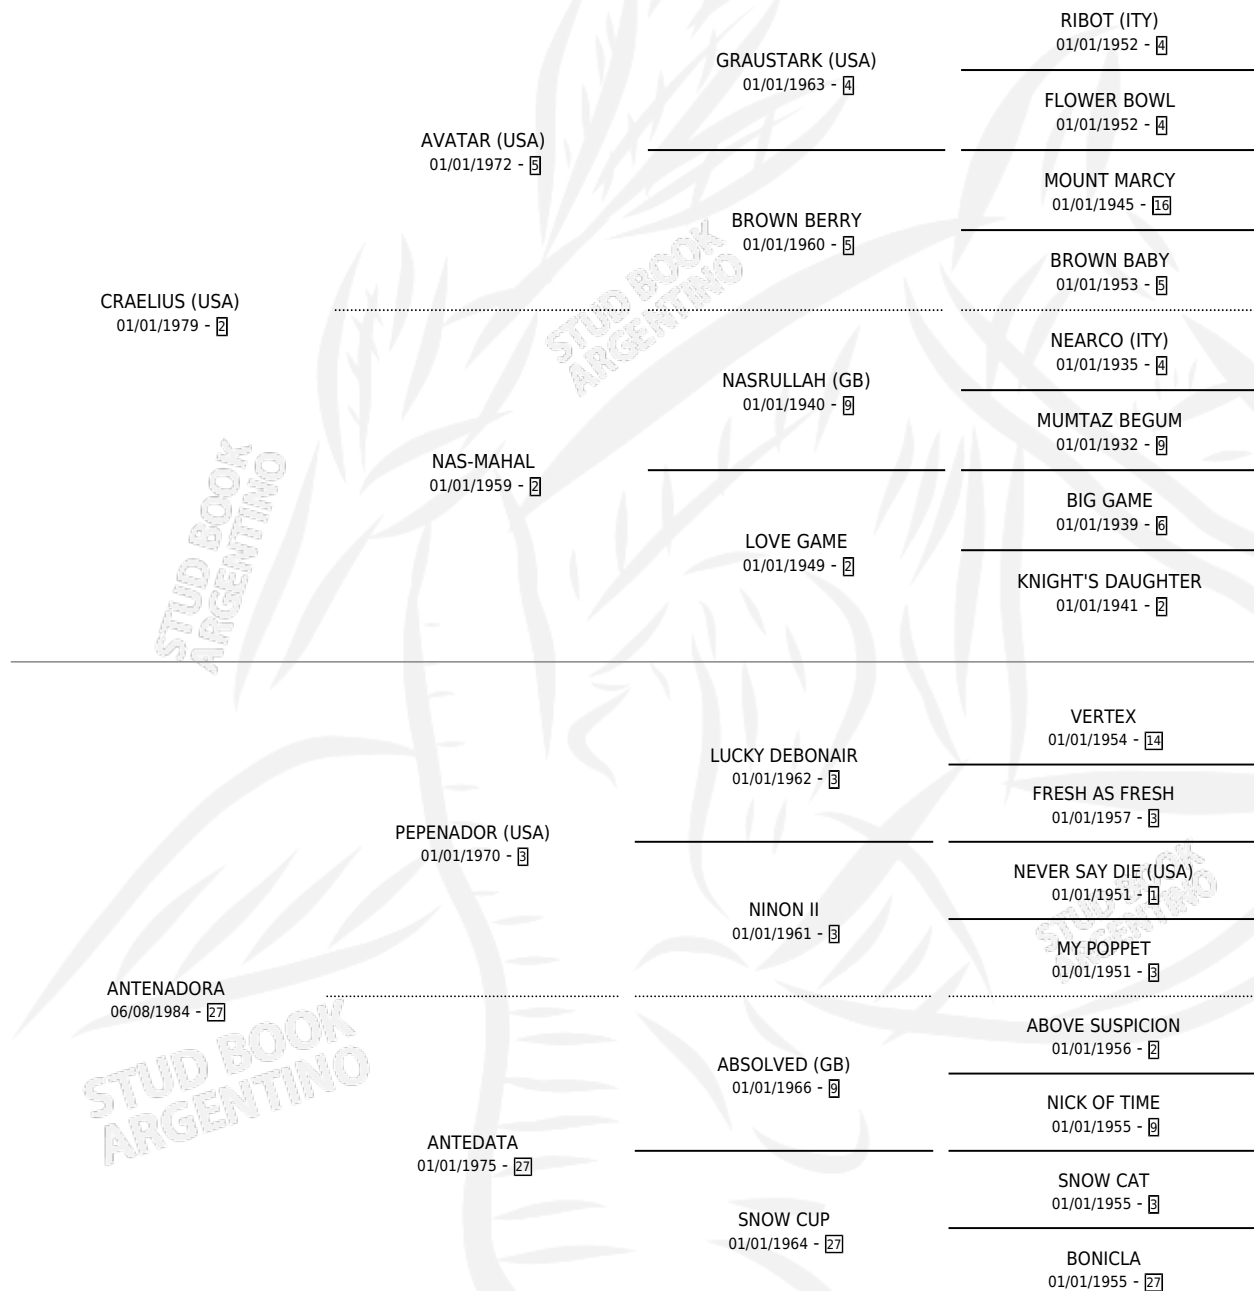 RIBOT (ITY)
01/01/1952 - 4
GRAUSTARK (USA)
01/01/1963 - 4
FLOWER BOWL
01/01/1952 - 4
AVATAR (USA)
01/01/1972 - 5
MOUNT MARCY
01/01/1945 - 16
BROWN BERRY
01/01/1960 - 5
BROWN BABY
01/01/1953 - 5
CRAELIUS (USA)
01/01/1979 - 2
NEARCO (ITY)
01/01/1935 - 4
NASRULLAH (GB)
01/01/1940 - 9
MUMTAZ BEGUM
01/01/1932 - 9
NAS-MAHAL
01/01/1959 - 2
BIG GAME
01/01/1939 - 6
LOVE GAME
01/01/1949 - 2
KNIGHT'S DAUGHTER
01/01/1941 - 2
VERTEX
01/01/1954 - 14
LUCKY DEBONAIR
01/01/1962 - 3
FRESH AS FRESH
01/01/1957 - 3
PEPENADOR (USA)
01/01/1970 - 3
NEVER SAY DIE (USA)
01/01/1951 - 1
NINON II
01/01/1961 - 3
MY POPPET
01/01/1951 - 3
ANTENADORA
06/08/1984 - 27
ABOVE SUSPICION
01/01/1956 - 2
ABSOLVED (GB)
01/01/1966 - 9
NICK OF TIME
01/01/1955 - 9
ANTEDATA
01/01/1975 - 27
SNOW CAT
01/01/1955 - 3
SNOW CUP
01/01/1964 - 27
BONICLA
01/01/1955 - 27
STUD BOOK
ARGENTINO
STUD BOOK
ARGENTINO
STUD BOOK
ARGENTINO
STUD BOOK
ARGENTINO